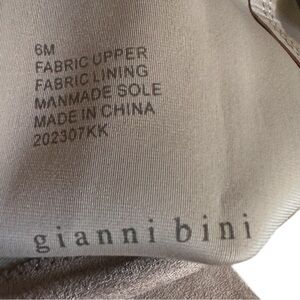 6M
FABRIC UPPER
FABRIC LINING
MANMADE SOLE
MADE IN CHINA
202307KK
gianni bini